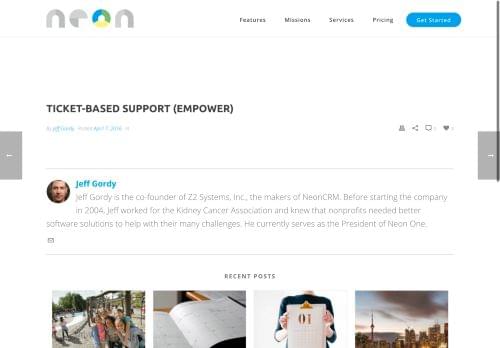 neon
Features Missions Services Pricing Get Started
TICKET-BASED SUPPORT (EMPOWER)
By Jeff Gordy Posted April 7, 2016 In
0 0
← →
Jeff Gordy
Jeff Gordy is the co-founder of Z2 Systems, Inc., the makers of NeonCRM. Before starting the company
in 2004, Jeff worked for the Kidney Cancer Association and knew that nonprofits needed better
software solutions to help with their many challenges. He currently serves as the President of Neon One.
RECENT POSTS
01